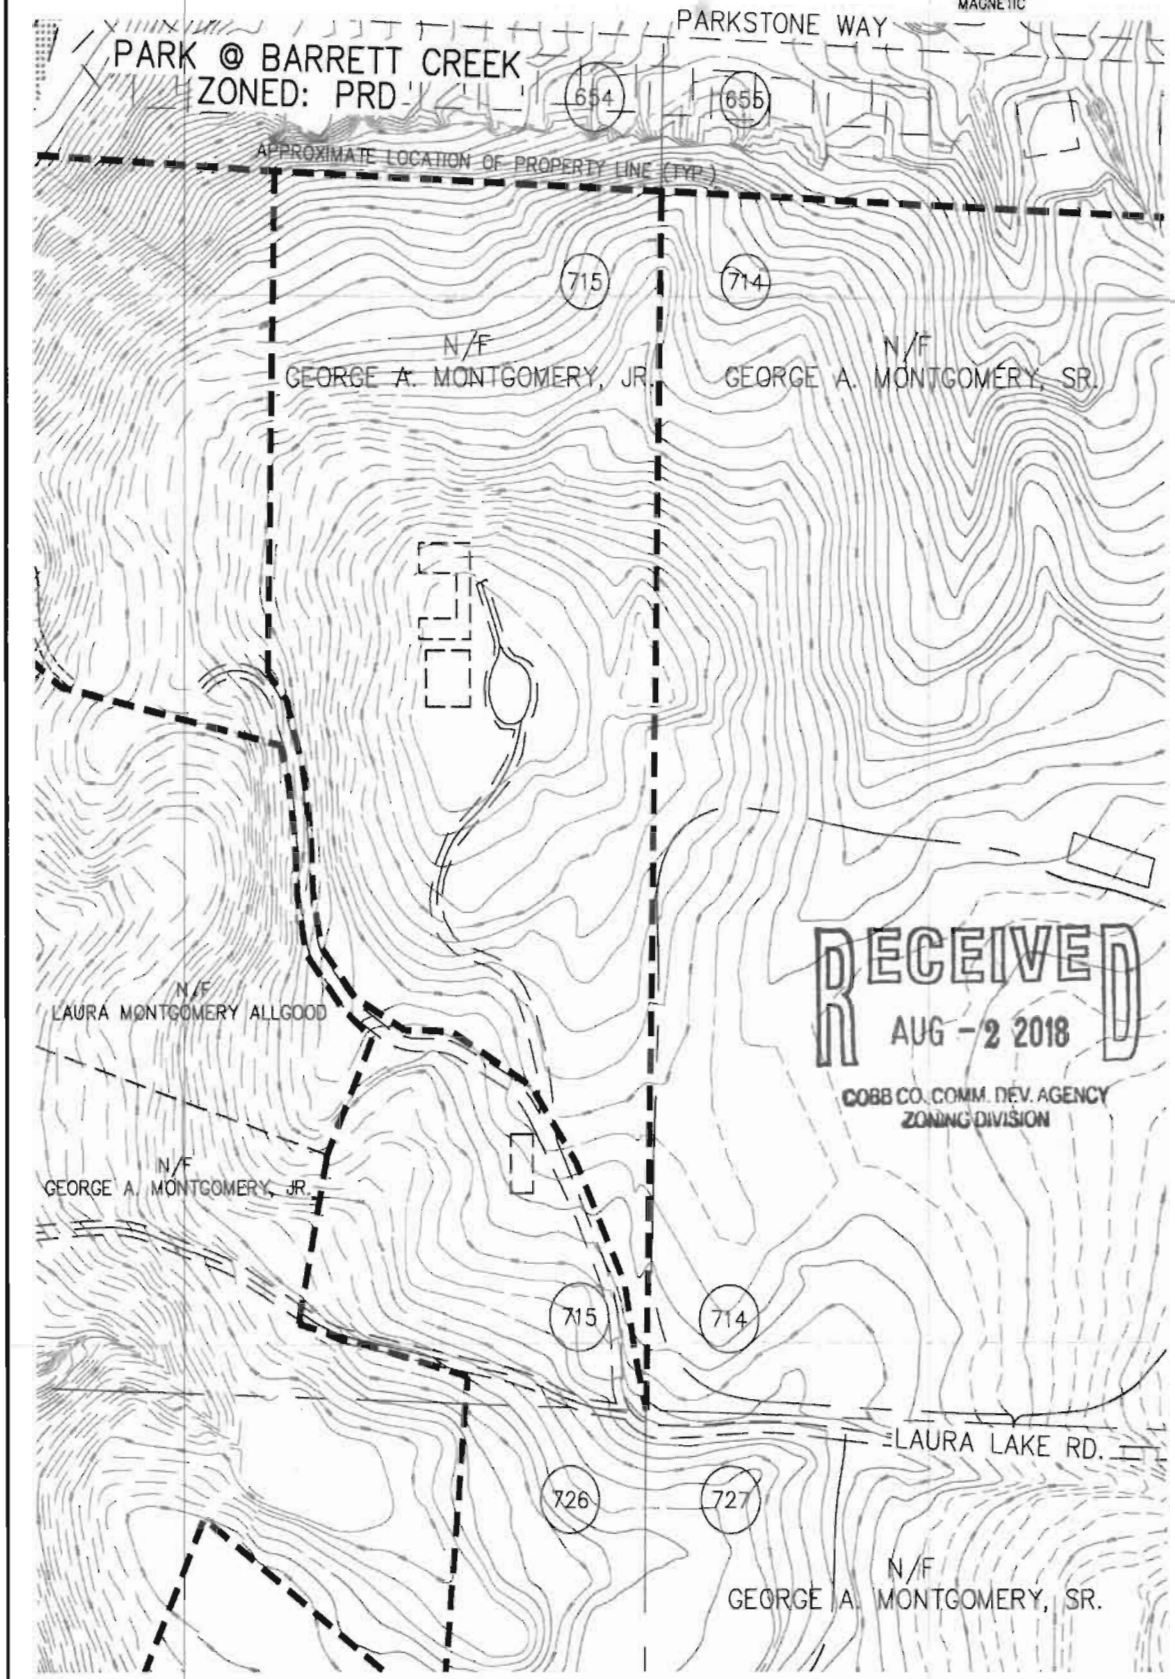 MAGNETIC
PARKSTONE WAY
PARK @ BARRETT CREEK
ZONED: PRD
654
655
APPROXIMATE LOCATION OF PROPERTY LINE (TYP.)
715
714
N/F
GEORGE A. MONTGOMERY, JR.
N/F
GEORGE A. MONTGOMERY, SR.
RECEIVED
AUG - 2 2018
COBB CO. COMM. DEV. AGENCY
ZONING DIVISION
N/F
LAURA MONTGOMERY ALLGOOD
N/F
GEORGE A. MONTGOMERY, JR.
715
714
LAURA LAKE RD.
726
727
N/F
GEORGE A. MONTGOMERY, SR.